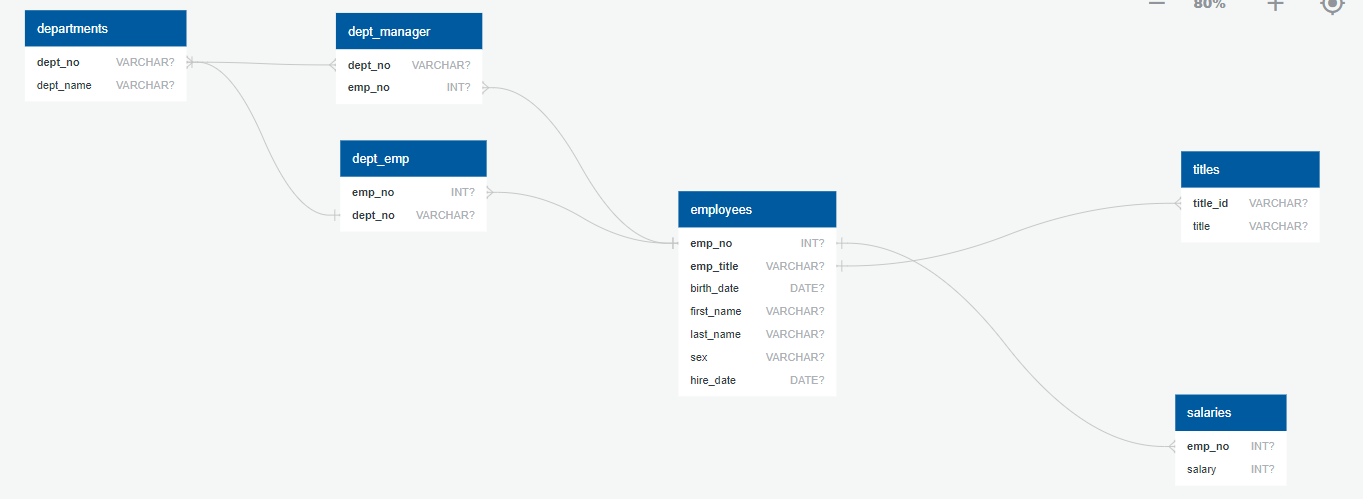 80%
departments
dept_no VARCHAR?
dept_name VARCHAR?
dept_manager
dept_no VARCHAR?
emp_no INT?
dept_emp
emp_no INT?
dept_no VARCHAR?
employees
emp_no INT?
emp_title VARCHAR?
birth_date DATE?
first_name VARCHAR?
last_name VARCHAR?
sex VARCHAR?
hire_date DATE?
titles
title_id VARCHAR?
title VARCHAR?
salaries
emp_no INT?
salary INT?